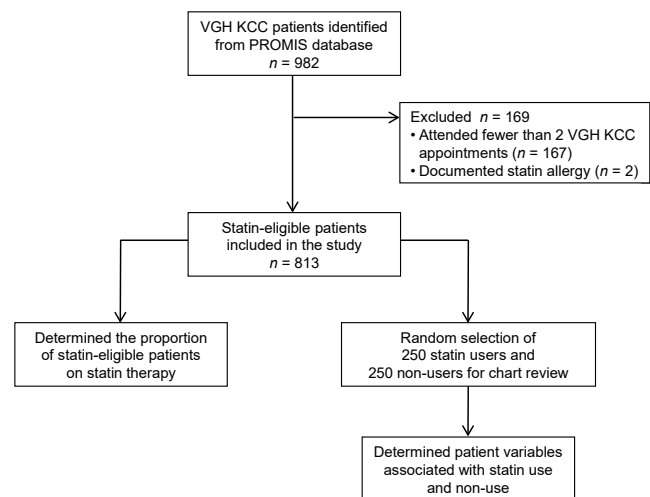 VGH KCC patients identified
from PROMIS database
n = 982
Excluded n = 169
• Attended fewer than 2 VGH KCC
appointments (n = 167)
• Documented statin allergy (n = 2)
Statin-eligible patients
included in the study
n = 813
Determined the proportion
of statin-eligible patients
on statin therapy
Random selection of
250 statin users and
250 non-users for chart review
Determined patient variables
associated with statin use
and non-use